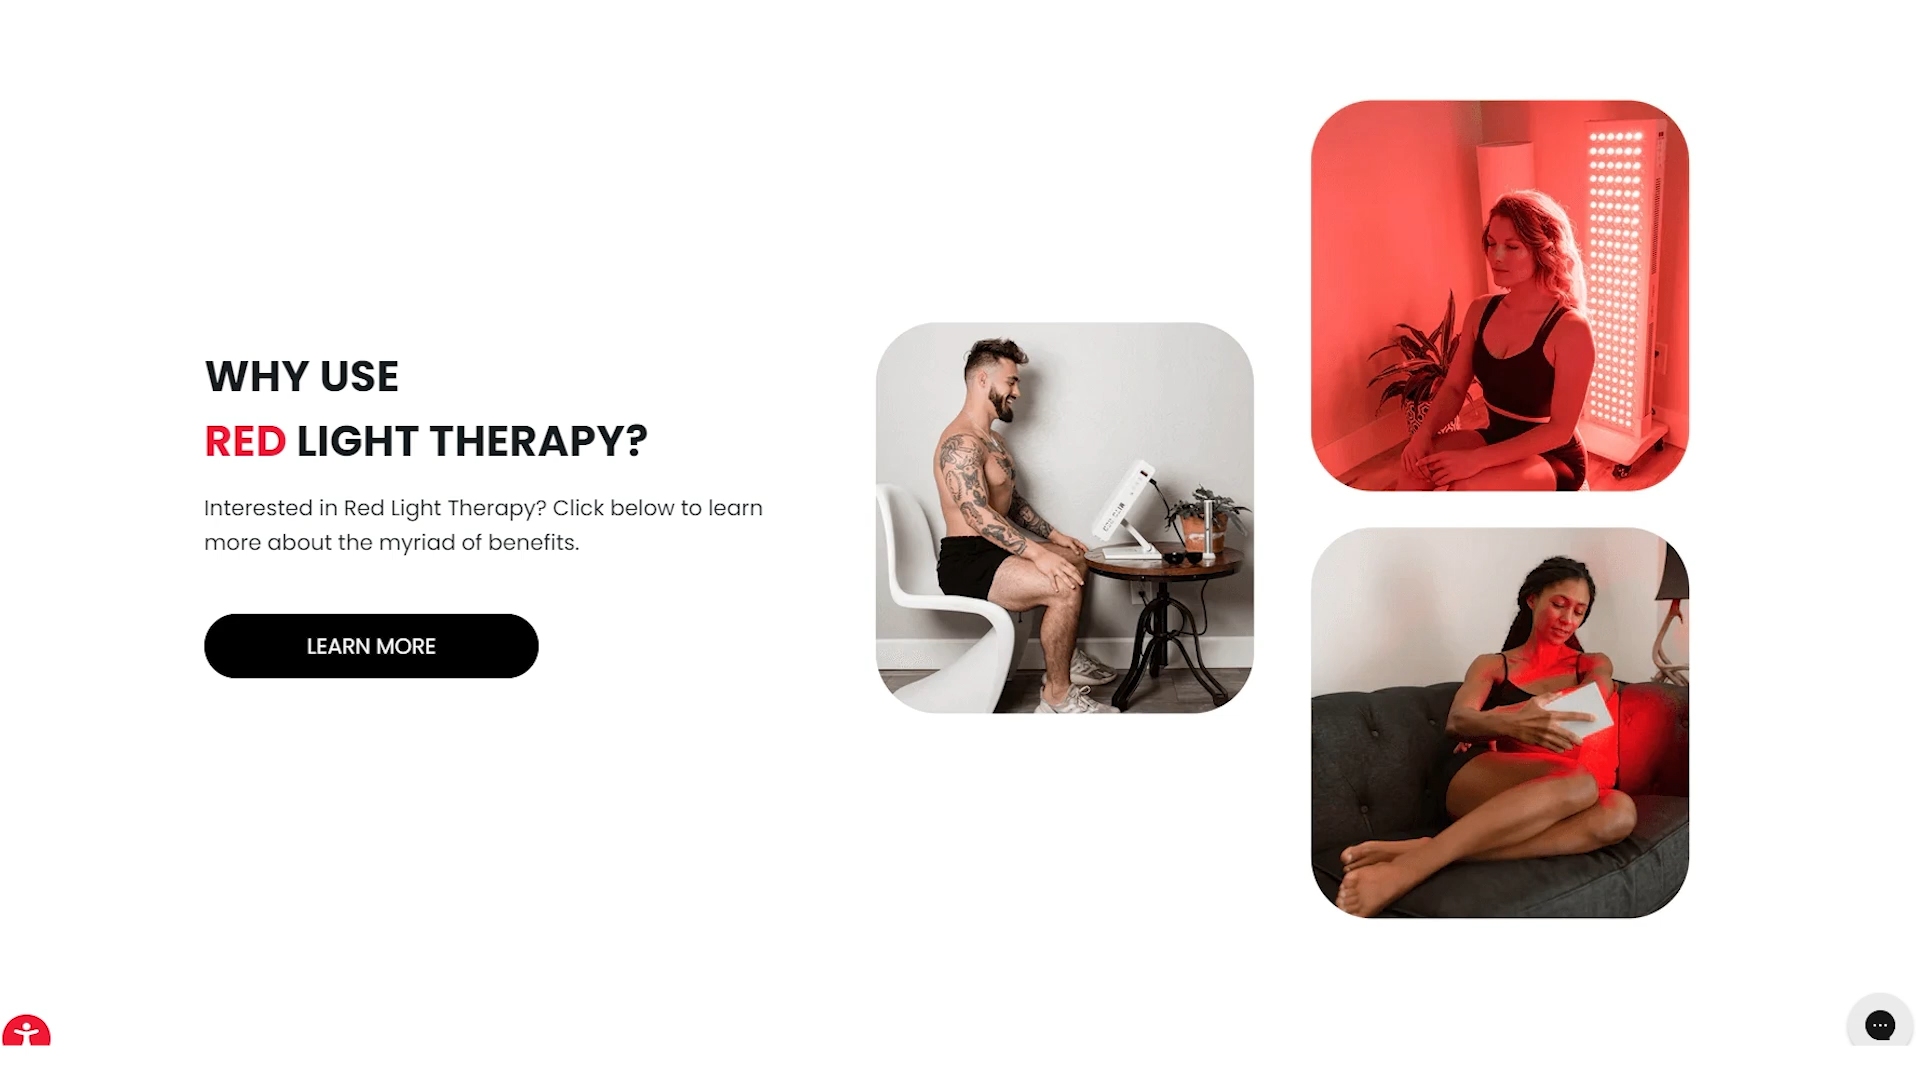 WHY USE
RED LIGHT THERAPY?
Interested in Red Light Therapy? Click below to learn
more about the myriad of benefits.
LEARN MORE